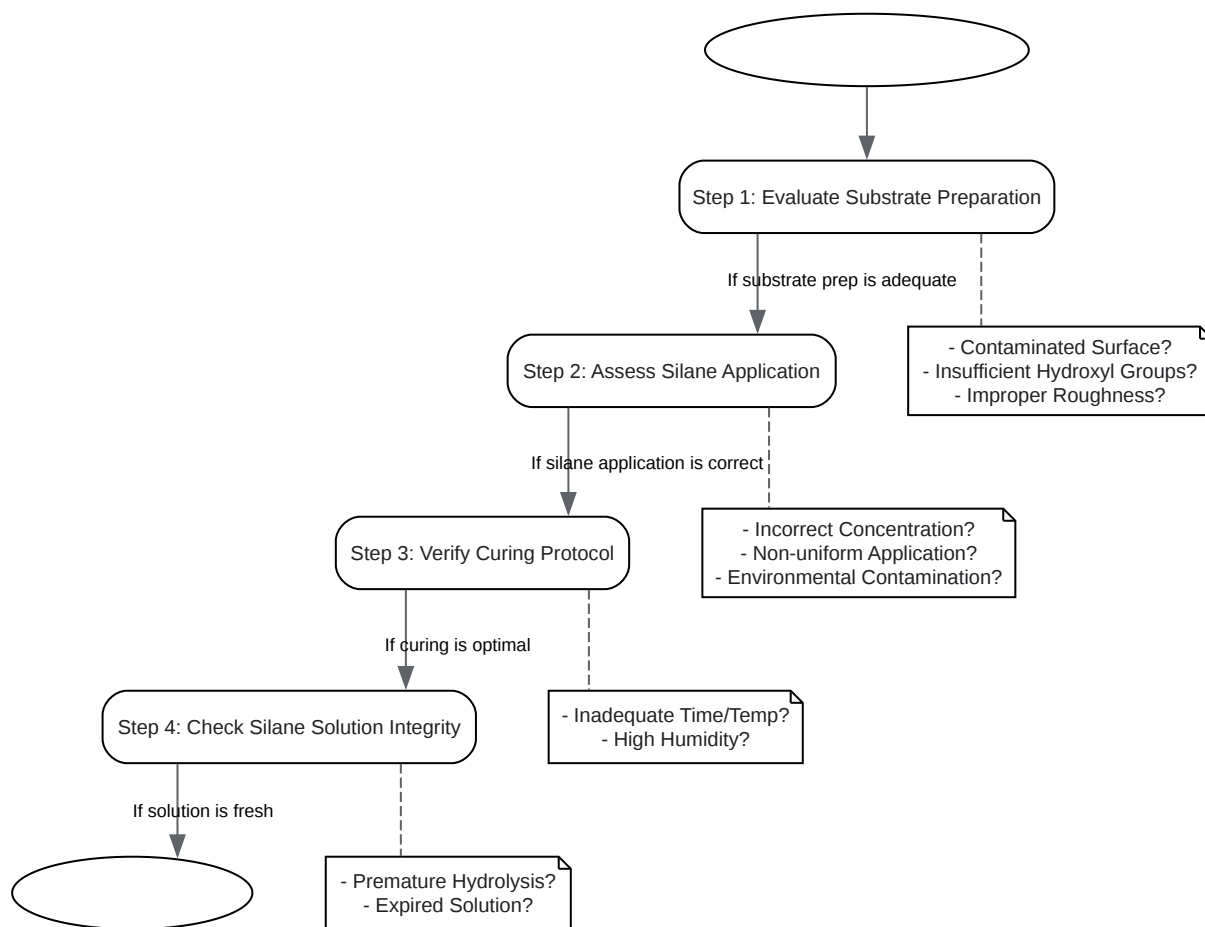 Step 1: Evaluate Substrate Preparation
If substrate prep is adequate
- Contaminated Surface?
- Insufficient Hydroxyl Groups?
- Improper Roughness?
Step 2: Assess Silane Application
If silane application is correct
- Incorrect Concentration?
- Non-uniform Application?
- Environmental Contamination?
Step 3: Verify Curing Protocol
If curing is optimal
- Inadequate Time/Temp?
- High Humidity?
Step 4: Check Silane Solution Integrity
If solution is fresh
- Premature Hydrolysis?
- Expired Solution?